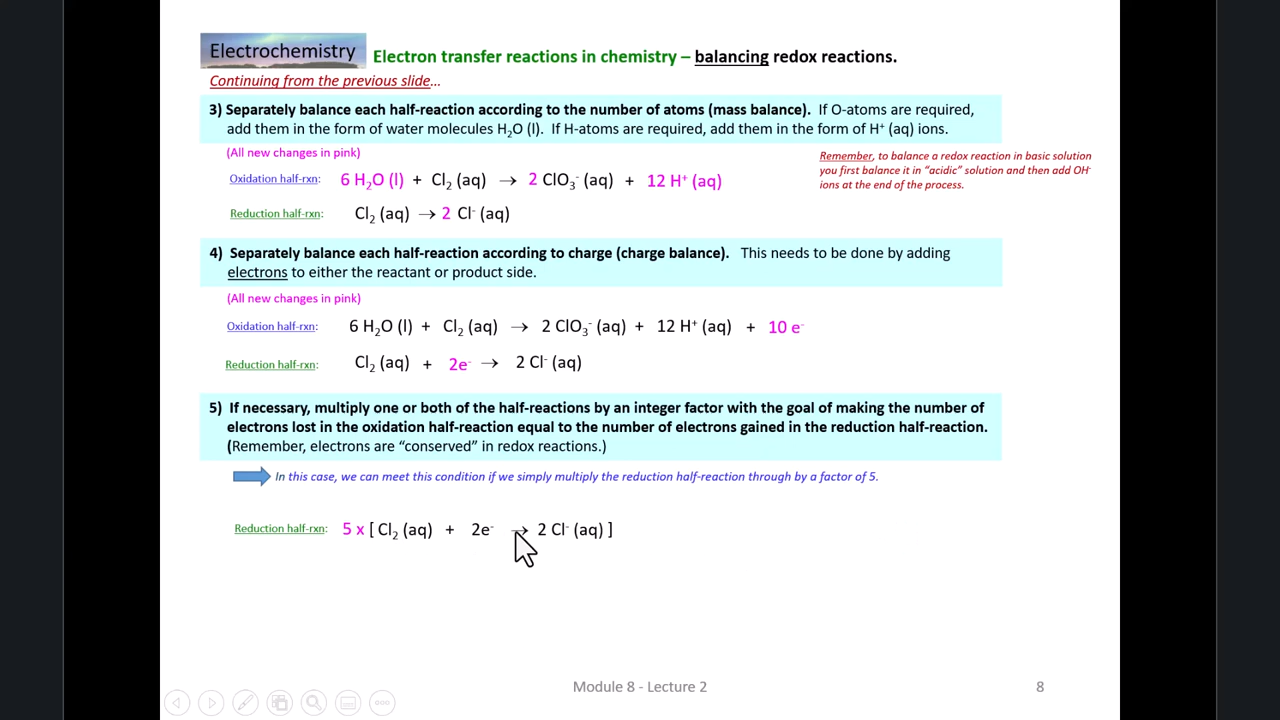 Electrochemistry Electron transfer reactions in chemistry – balancing redox reactions.
Continuing from the previous slide…
3) Separately balance each half-reaction according to the number of atoms (mass balance). If O-atoms are required,
add them in the form of water molecules H₂O (l). If H-atoms are required, add them in the form of H⁺ (aq) ions.
(All new changes in pink)
Remember, to balance a redox reaction in basic solution
you first balance it in “acidic” solution and then add OH⁻
ions at the end of the process.
Oxidation half-rxn: 6 H₂O (l) + Cl₂ (aq) → 2 ClO₃⁻ (aq) + 12 H⁺ (aq)
Reduction half-rxn: Cl₂ (aq) → 2 Cl⁻ (aq)
4) Separately balance each half-reaction according to charge (charge balance). This needs to be done by adding
electrons to either the reactant or product side.
(All new changes in pink)
Oxidation half-rxn: 6 H₂O (l) + Cl₂ (aq) → 2 ClO₃⁻ (aq) + 12 H⁺ (aq) + 10 e⁻
Reduction half-rxn: Cl₂ (aq) + 2e⁻ → 2 Cl⁻ (aq)
5) If necessary, multiply one or both of the half-reactions by an integer factor with the goal of making the number of
electrons lost in the oxidation half-reaction equal to the number of electrons gained in the reduction half-reaction.
(Remember, electrons are “conserved” in redox reactions.)
In this case, we can meet this condition if we simply multiply the reduction half-reaction through by a factor of 5.
Reduction half-rxn: 5 x [ Cl₂ (aq) + 2e⁻ → 2 Cl⁻ (aq) ]
Module 8 - Lecture 2
8